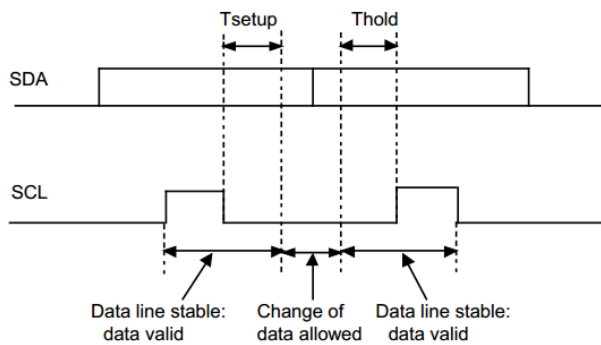 Tsetup
Thold
SDA
SCL
Data line stable:
data valid
Change of
data allowed
Data line stable:
data valid